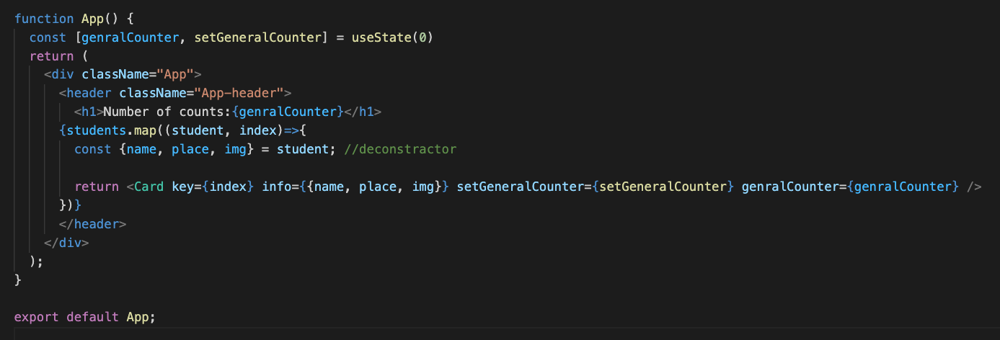 function App() {
  const [genralCounter, setGeneralCounter] = useState(0)
  return (
    <div className="App">
      <header className="App-header">
        <h1>Number of counts:{genralCounter}</h1>
      {students.map((student, index)=>{
        const {name, place, img} = student; //deconstractor

        return <Card key={index} info={{name, place, img}} setGeneralCounter={setGeneralCounter} genralCounter={genralCounter} />
      })}
      </header>
    </div>
  );
}

export default App;